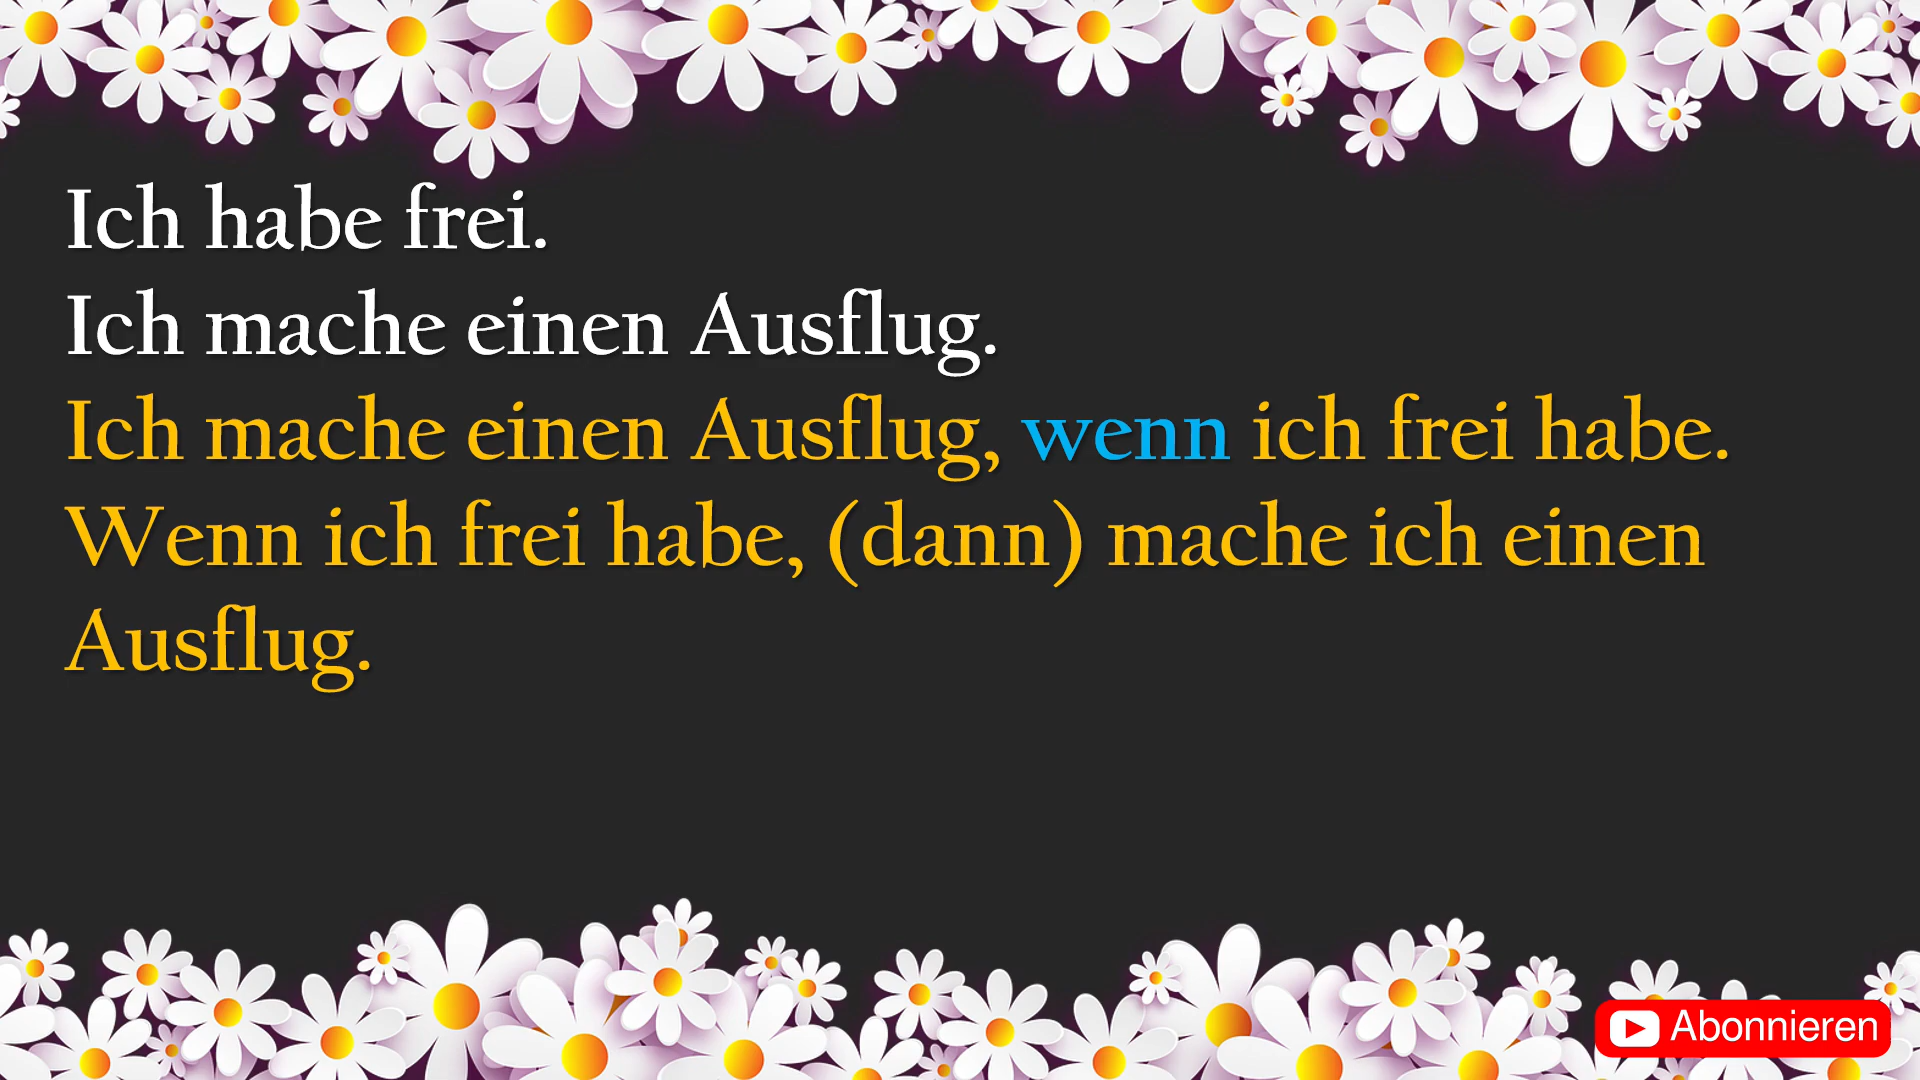 Ich habe frei.
Ich mache einen Ausflug.
Ich mache einen Ausflug, wenn ich frei habe.
Wenn ich frei habe, (dann) mache ich einen
Ausflug.
Abonnieren